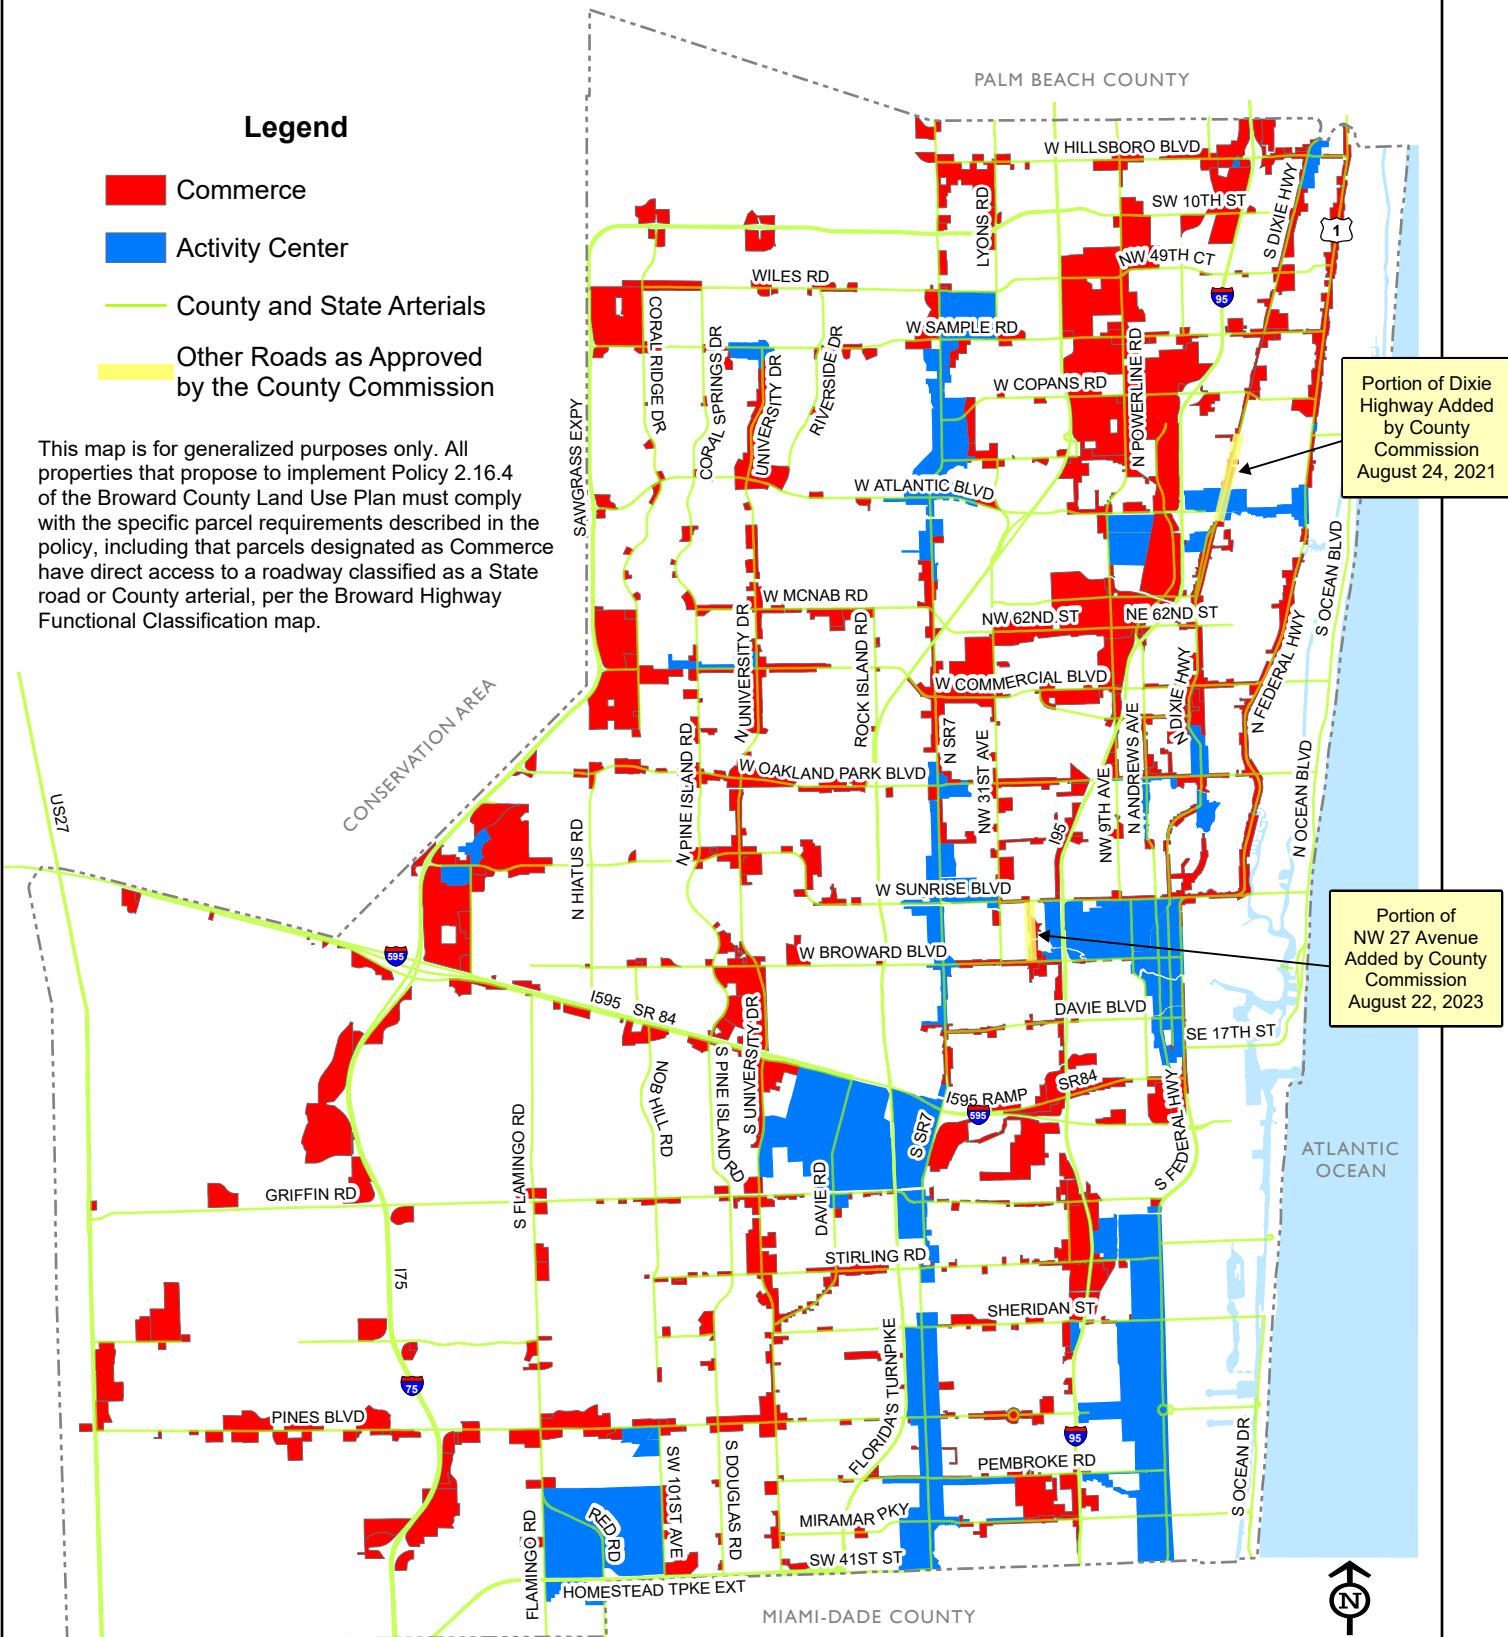 PALM BEACH COUNTY
Legend
Commerce
Activity Center
County and State Arterials
Other Roads as Approved
by the County Commission
This map is for generalized purposes only. All
properties that propose to implement Policy 2.16.4
of the Broward County Land Use Plan must comply
with the specific parcel requirements described in the
policy, including that parcels designated as Commerce
have direct access to a roadway classified as a State
road or County arterial, per the Broward Highway
Functional Classification map.
W HILLSBORO BLVD
SW 10TH ST
LYONS RD
S DIXIE HWY
1
NW 49TH CT
WILES RD
95
CORAL RIDGE DR
CORAL SPRINGS DR
UNIVERSITY DR
RIVERSIDE DR
W SAMPLE RD
N POWERLINE RD
W COPANS RD
Portion of Dixie
Highway Added
by County
Commission
August 24, 2021
SAWGRASS EXPY
W ATLANTIC BLVD
S OCEAN BLVD
W MCNAB RD
NW 62ND ST
NE 62ND ST
N UNIVERSITY DR
ROCK ISLAND RD
N FEDERAL HWY
W COMMERCIAL BLVD
N DIXIE HWY
CONSERVATION AREA
N PINE ISLAND RD
N SR7
NW 31ST AVE
N ANDREWS AVE
W OAKLAND PARK BLVD
N OCEAN BLVD
US27
N HIATUS RD
I95
NW 9TH AVE
W SUNRISE BLVD
Portion of
NW 27 Avenue
Added by County
Commission
August 22, 2023
595
W BROWARD BLVD
I595
SR 84
DAVIE BLVD
SE 17TH ST
S UNIVERSITY DR
NOB HILL RD
S PINE ISLAND RD
SR84
I595 RAMP
595
S FLAMINGO RD
S SR7
S FEDERAL HWY
ATLANTIC
OCEAN
GRIFFIN RD
DAVIE RD
STIRLING RD
I75
SHERIDAN ST
FLORIDA'S TURNPIKE
75
PINES BLVD
95
S OCEAN DR
SW 101ST AVE
S DOUGLAS RD
PEMBROKE RD
FLAMINGO RD
RED RD
MIRAMAR PKY
SW 41ST ST
HOMESTEAD TPKE EXT
MIAMI-DADE COUNTY
N